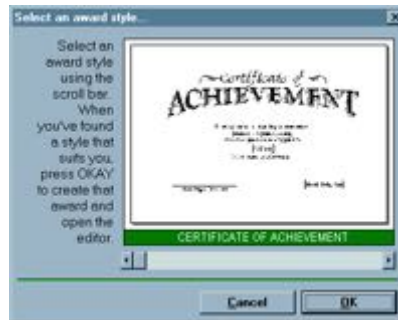 Select an award style...
Select an
award style
using the
scroll bar.
When
you've found
a style that
suits you,
press OKAY
to create that
award and
open the
editor.
Certificate of
ACHIEVEMENT
CERTIFICATE OF ACHIEVEMENT
Cancel
OK